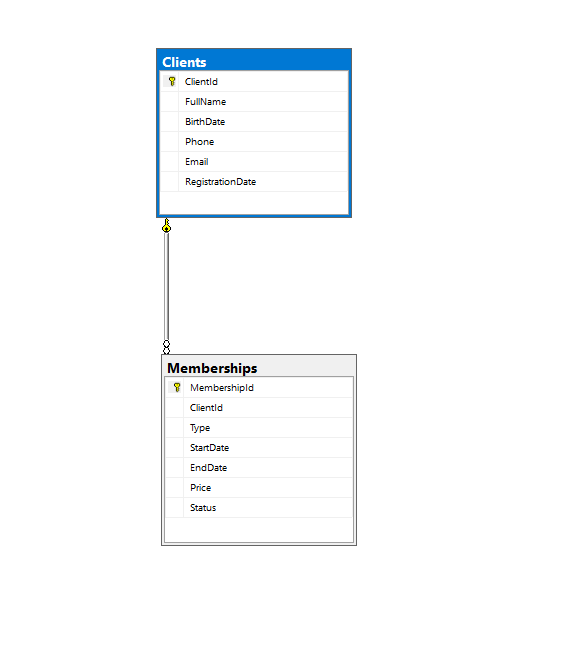 Clients
ClientId
FullName
BirthDate
Phone
Email
RegistrationDate
Memberships
MembershipId
ClientId
Type
StartDate
EndDate
Price
Status